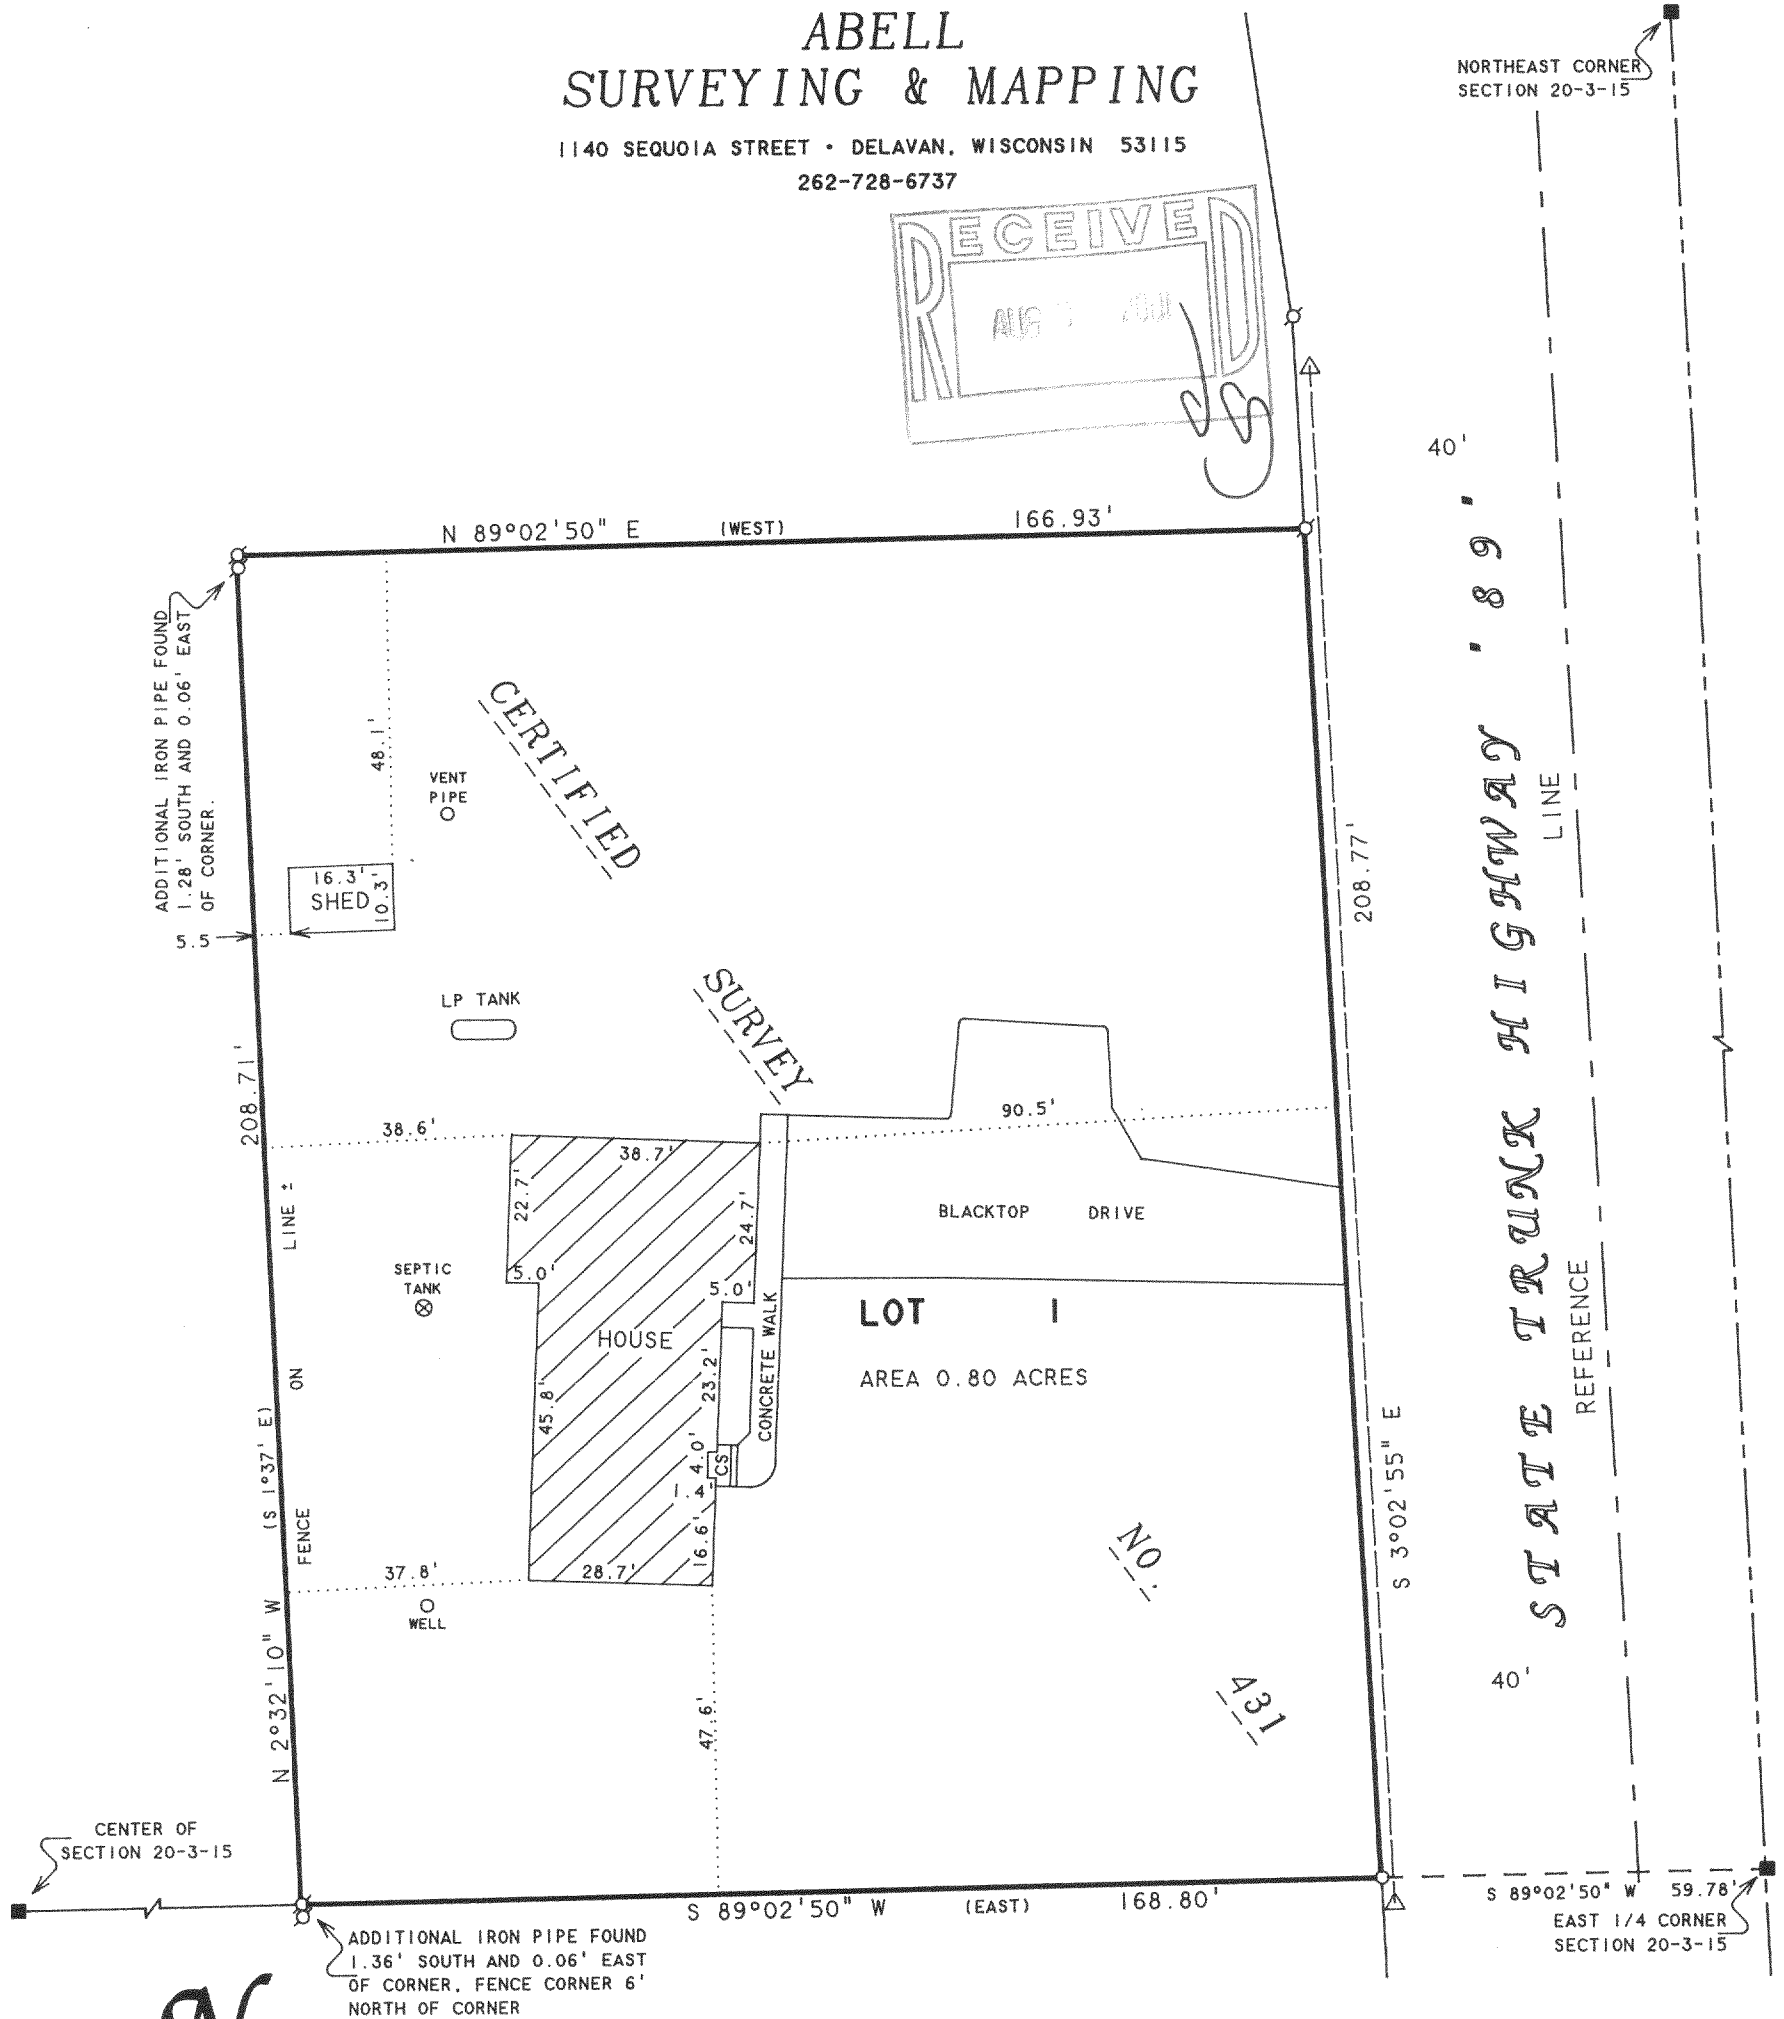 ABELL
SURVEYING & MAPPING
1140 SEQUOIA STREET • DELAVAN, WISCONSIN 53115
262-728-6737
NORTHEAST CORNER
SECTION 20-3-15
RECEIVED
AUG
40'
N 89°02'50" E (WEST) 166.93'
ADDITIONAL IRON PIPE FOUND
1.28' SOUTH AND 0.06' EAST
OF CORNER.
48.1'
VENT
PIPE
CERTIFIED
16.3'
SHED
10.3'
5.5
LP TANK
SURVEY
208.77'
STATE TRUNK HIGHWAY '89'
REFERENCE LINE
208.71'
38.6'
90.5'
38.7'
22.7'
24.7'
BLACKTOP DRIVE
FENCE ON LINE ±
SEPTIC
TANK
5.0'
5.0'
LOT 1
HOUSE
CONCRETE WALK
AREA 0.80 ACRES
23.2'
45.8'
(S 1°37' E)
4.0'
CS
1.4'
16.6'
S 3°02'55" E
NO.
37.8'
28.7'
WELL
N 2°32'10" W
47.6'
431
40'
CENTER OF
SECTION 20-3-15
S 89°02'50" W (EAST) 168.80'
S 89°02'50" W 59.78'
EAST 1/4 CORNER
SECTION 20-3-15
ADDITIONAL IRON PIPE FOUND
1.36' SOUTH AND 0.06' EAST
OF CORNER, FENCE CORNER 6'
NORTH OF CORNER